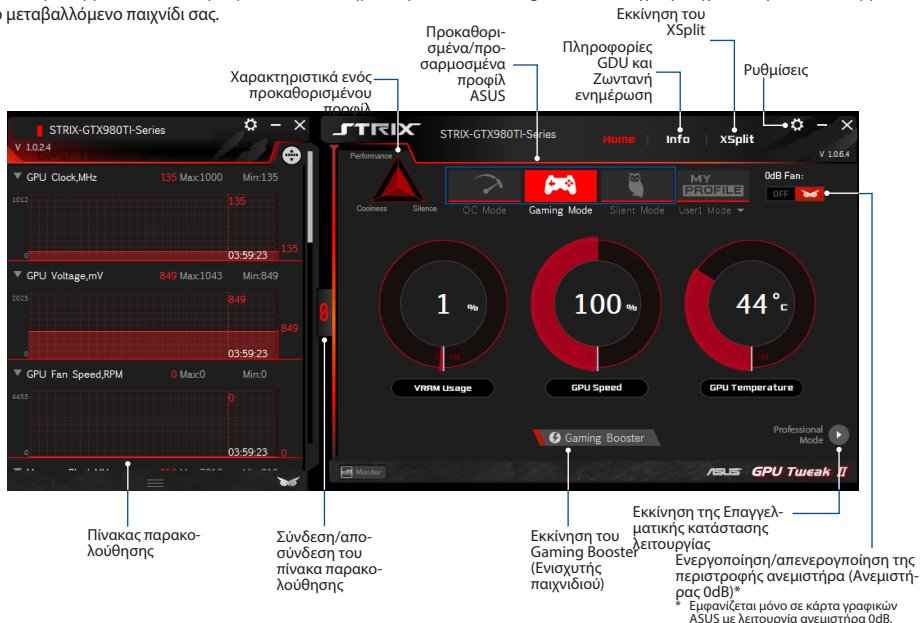 ο μεταβαλλόμενο παιχνίδι σας.
Εκκίνηση του
XSplit
Προκαθορι-
σμένα/προ-
σαρμοσμένα
προφίλ
ASUS
Πληροφορίες
GDU και
Ζωντανή
ενημέρωση
Ρυθμίσεις
Χαρακτηριστικά ενός
προκαθορισμένου
προφίλ
STRIX-GTX980TI-Series
V 1.0.2.4
GPU Clock,MHz 135 Max:1000 Min:135
1012
135
135
0
03:59:23
GPU Voltage,mV 849 Max:1043 Min:849
2025
849
849
0
03:59:23
GPU Fan Speed,RPM 0 Max:0 Min:0
4455
0
0
03:59:23
0
STRIX
STRIX-GTX980TI-Series
Home
Info
XSplit
V 1.0.6.4
Performance
Coolness
Silence
OC Mode
Gaming Mode
Silent Mode
MY
PROFILE
User1 Mode
0dB Fan:
OFF
1 %
VRAM Usage
100 %
GPU Speed
44 °c
GPU Temperature
Gaming Booster
Professional
Mode
Monitor
ASUS GPU Tweak II
Πίνακας παρακο-
λούθησης
Σύνδεση/απο-
σύνδεση του
πίνακα παρακο-
λούθησης
Εκκίνηση του
Gaming Booster
(Ενισχυτής
παιχνιδιού)
Εκκίνηση της Επαγγελ-
ματικής κατάστασης
λειτουργίας
Ενεργοποίηση/απενεργποίηση της
περιστροφής ανεμιστήρα (Ανεμιστή-
ρας 0dB)*
* Εμφανίζεται μόνο σε κάρτα γραφικών
ASUS με λειτουργία ανεμιστήρα 0dB.